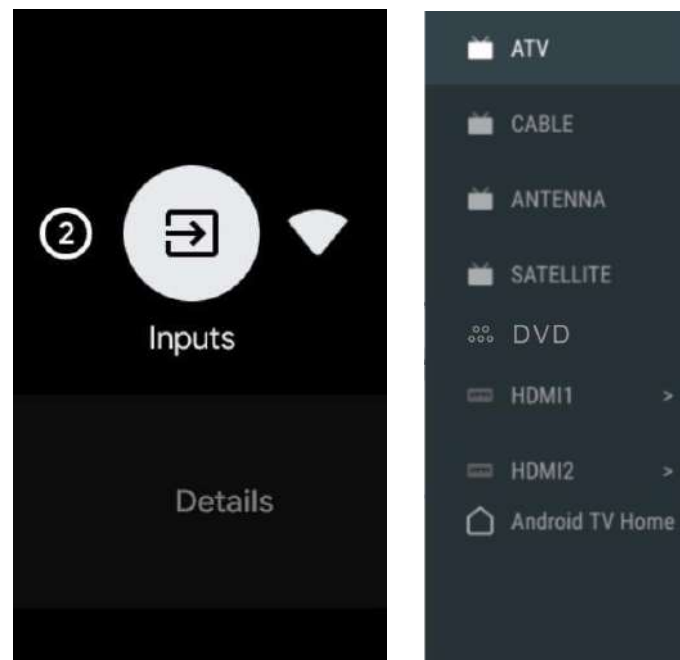 2
Inputs
Details
ATV
CABLE
ANTENNA
SATELLITE
DVD
HDMI1 >
HDMI2 >
Android TV Home